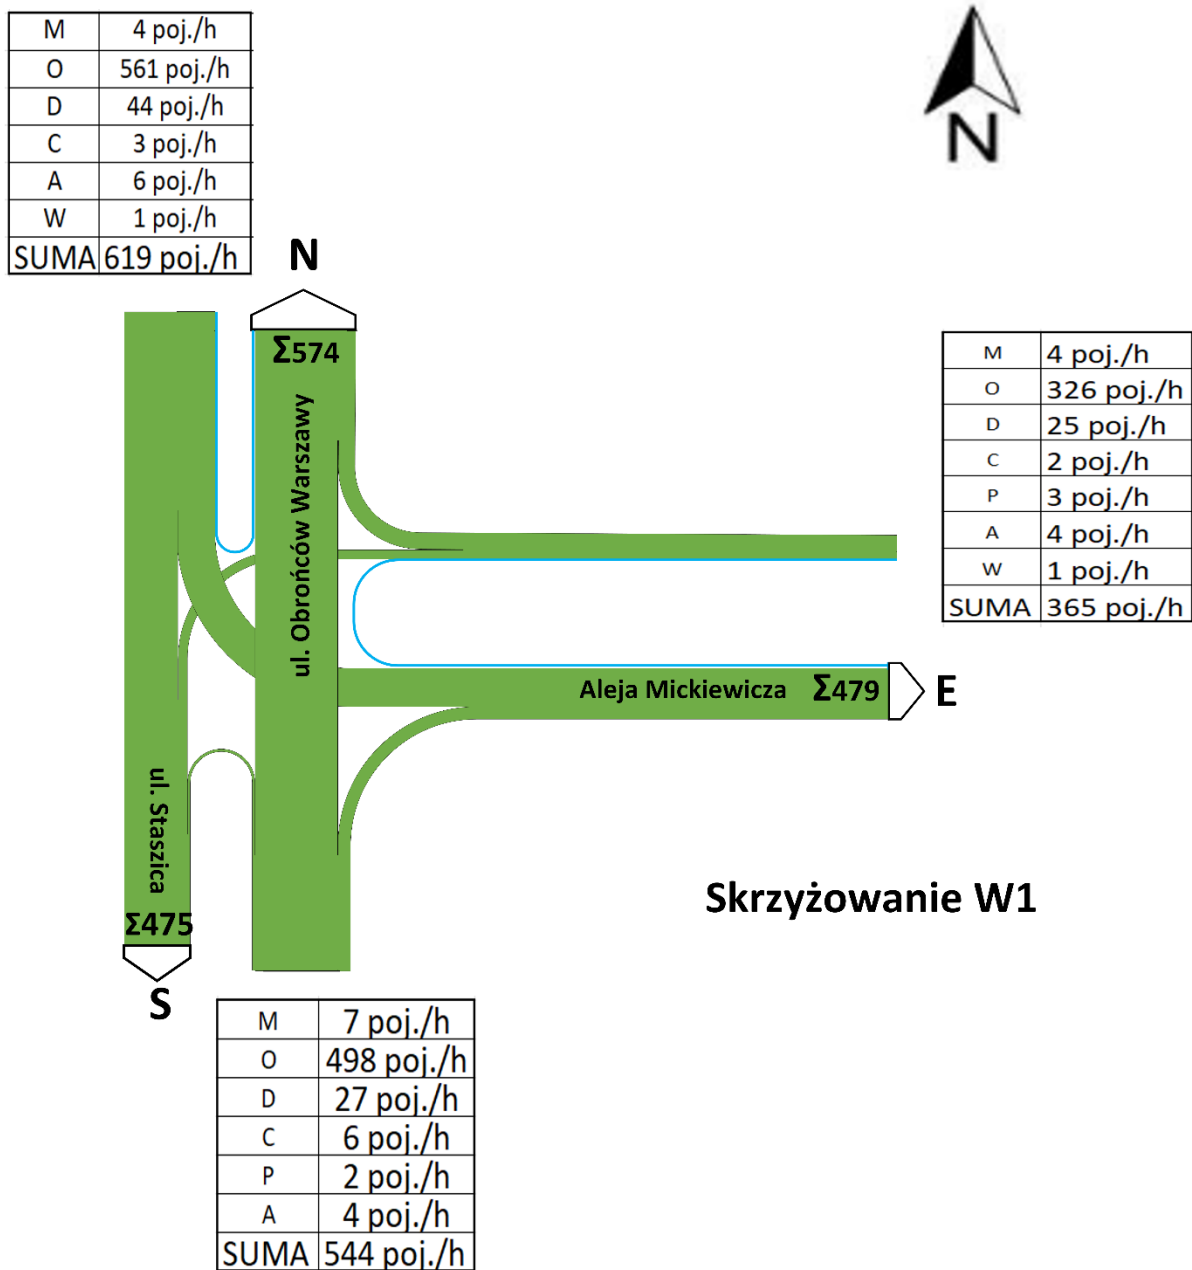 M 4 poj./h
O 561 poj./h
D 44 poj./h
C 3 poj./h
A 6 poj./h
W 1 poj./h
SUMA 619 poj./h
N
N
Σ574
ul. Obrońców Warszawy
M 4 poj./h
O 326 poj./h
D 25 poj./h
C 2 poj./h
P 3 poj./h
A 4 poj./h
W 1 poj./h
SUMA 365 poj./h
Aleja Mickiewicza Σ479
E
ul. Staszica
Σ475
S
Skrzyżowanie W1
M 7 poj./h
O 498 poj./h
D 27 poj./h
C 6 poj./h
P 2 poj./h
A 4 poj./h
SUMA 544 poj./h